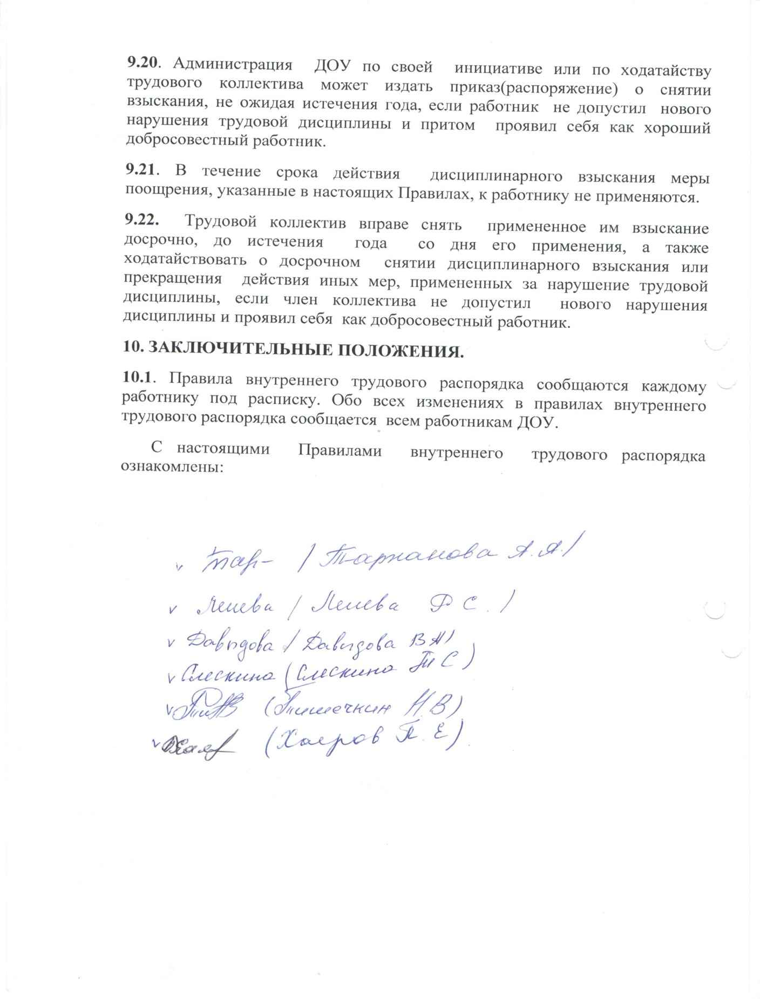 9.20. Администрация ДОУ по своей инициативе или по ходатайству
трудового коллектива может издать приказ(распоряжение) о снятии
взыскания, не ожидая истечения года, если работник не допустил нового
нарушения трудовой дисциплины и притом проявил себя как хороший
добросовестный работник.
9.21. В течение срока действия дисциплинарного взыскания меры
поощрения, указанные в настоящих Правилах, к работнику не применяются.
9.22. Трудовой коллектив вправе снять примененное им взыскание
досрочно, до истечения года со дня его применения, а также
ходатайствовать о досрочном снятии дисциплинарного взыскания или
прекращения действия иных мер, примененных за нарушение трудовой
дисциплины, если член коллектива не допустил нового нарушения
дисциплины и проявил себя как добросовестный работник.
10. ЗАКЛЮЧИТЕЛЬНЫЕ ПОЛОЖЕНИЯ.
10.1. Правила внутреннего трудового распорядка сообщаются каждому
работнику под расписку. Обо всех изменениях в правилах внутреннего
трудового распорядка сообщается всем работникам ДОУ.
С настоящими Правилами внутреннего трудового распорядка
ознакомлены:
v Тар- / Тарханова А.Я./
v / Ф С. /
v Давыдова / Давыдова В А/
v Слескина (Слескина Т С)
v (Тишечкин Н.В)
v (Хаеров П. Е)